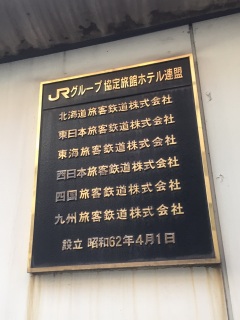 JRグループ協定旅館ホテル連盟
北海道旅客鉄道株式会社
東日本旅客鉄道株式会社
東海旅客鉄道株式会社
西日本旅客鉄道株式会社
四国旅客鉄道株式会社
九州旅客鉄道株式会社
設立 昭和62年4月1日